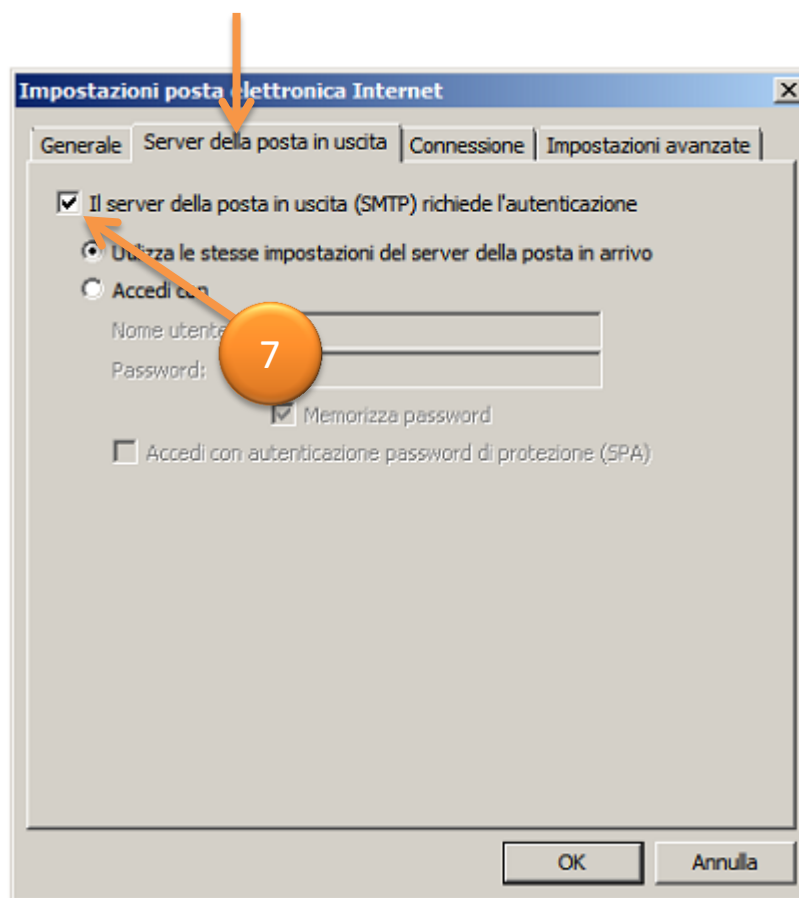 Impostazioni posta elettronica Internet
Generale Server della posta in uscita Connessione Impostazioni avanzate
Il server della posta in uscita (SMTP) richiede l'autenticazione
Utilizza le stesse impostazioni del server della posta in arrivo
Accedi con
Nome utente
7
Password:
Memorizza password
Accedi con autenticazione password di protezione (SPA)
OK Annulla